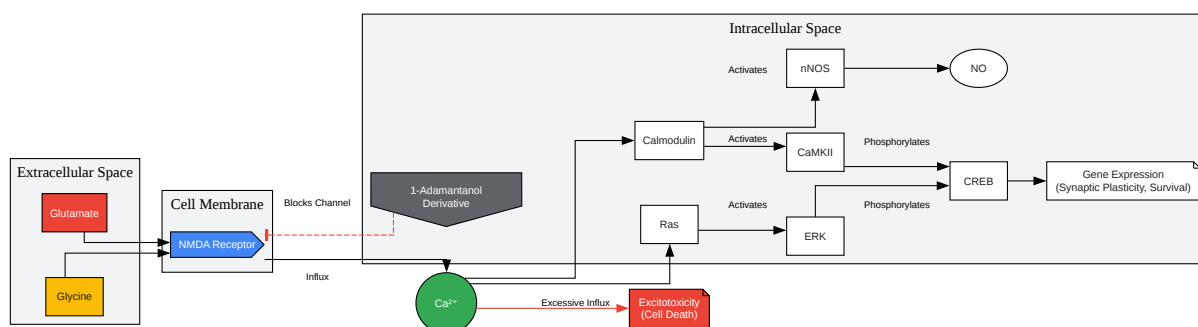 Intracellular Space
Activates
nNOS
NO
Calmodulin
Activates
CaMKII
Phosphorylates
Extracellular Space
Glutamate
Cell Membrane
Blocks Channel
1-Adamantanol
Derivative
CREB
Gene Expression
(Synaptic Plasticity, Survival)
Activates
Phosphorylates
Ras
ERK
NMDA Receptor
Influx
Glycine
Ca²⁺
Excessive Influx
Excitotoxicity
(Cell Death)